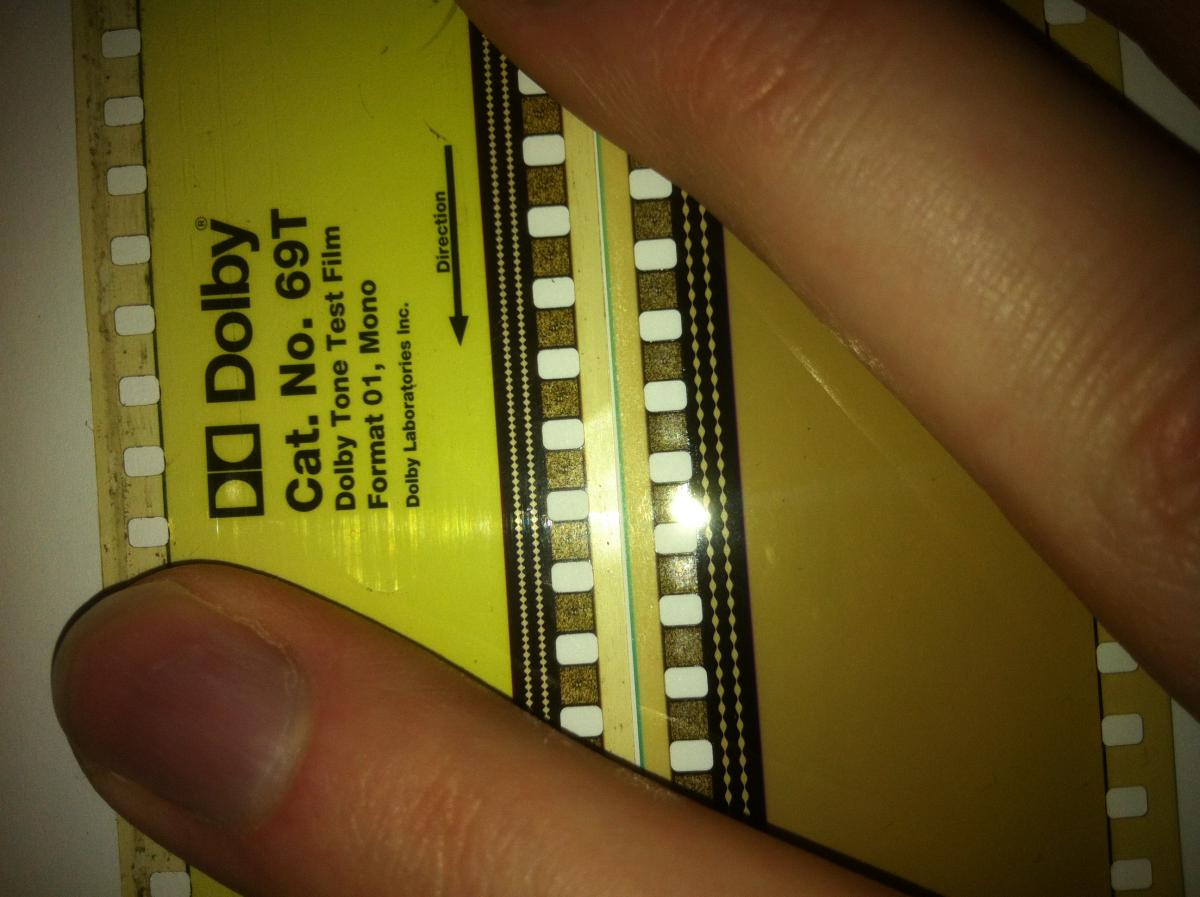 Dolby®
Cat. No. 69T
Dolby Tone Test Film
Format 01, Mono
Dolby Laboratories Inc.
Direction